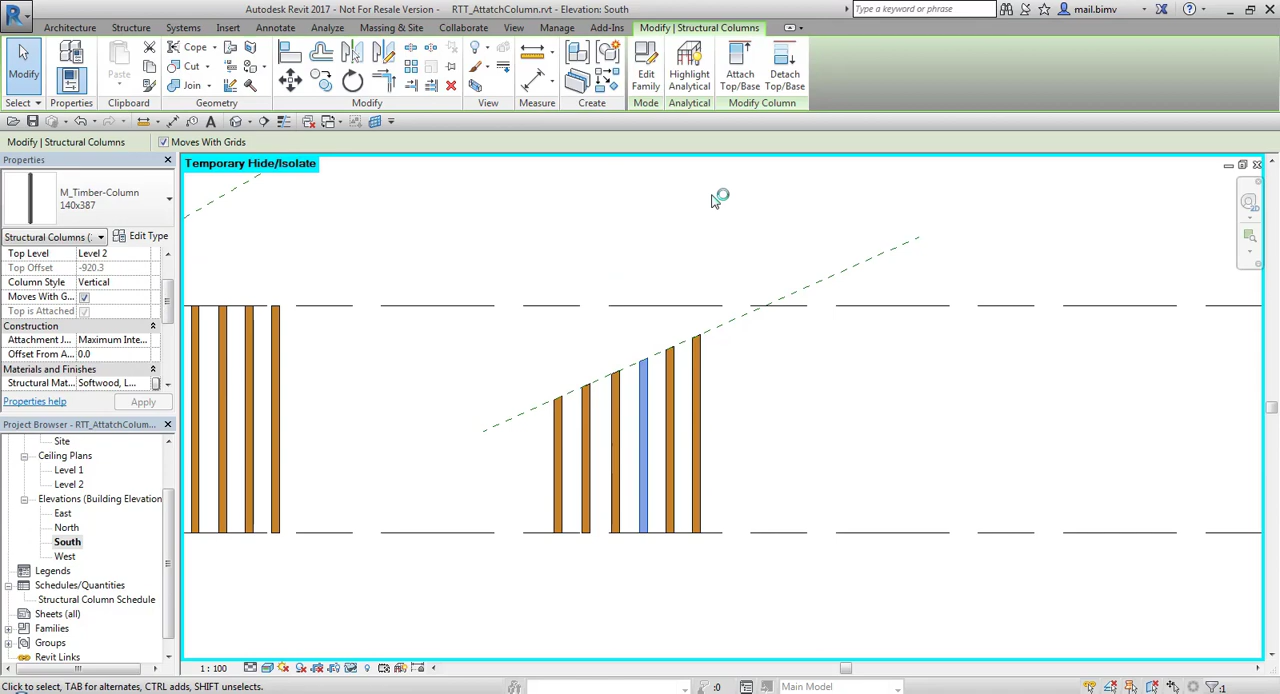 Autodesk Revit 2017 - Not For Resale Version - RTT_AttatchColumn.rvt - Elevation: South
Type a keyword or phrase
mail.bimv
Architecture Structure Systems Insert Annotate Analyze Massing & Site Collaborate View Manage Add-Ins Modify | Structural Columns
Modify
Paste
Cope
Cut
Join
Edit Family
Highlight Analytical
Attach Top/Base
Detach Top/Base
Select Properties Clipboard Geometry Modify View Measure Create Mode Analytical Modify Column
Modify | Structural Columns Moves With Grids
Properties
M_Timber-Column
140x387
Structural Columns (: Edit Type
Top Level Level 2
Top Offset -920.3
Column Style Vertical
Moves With G...
Top is Attached
Construction
Attachment J... Maximum Inte...
Offset From A... 0.0
Materials and Finishes
Structural Mat... Softwood, L...
Properties help Apply
Project Browser - RTT_AttatchColum...
Site
Ceiling Plans
Level 1
Level 2
Elevations (Building Elevation
East
North
South
West
Legends
Schedules/Quantities
Structural Column Schedule
Sheets (all)
Families
Groups
Revit Links
Temporary Hide/Isolate
1 : 100
Click to select, TAB for alternates, CTRL adds, SHIFT unselects.
:0
Main Model
:1